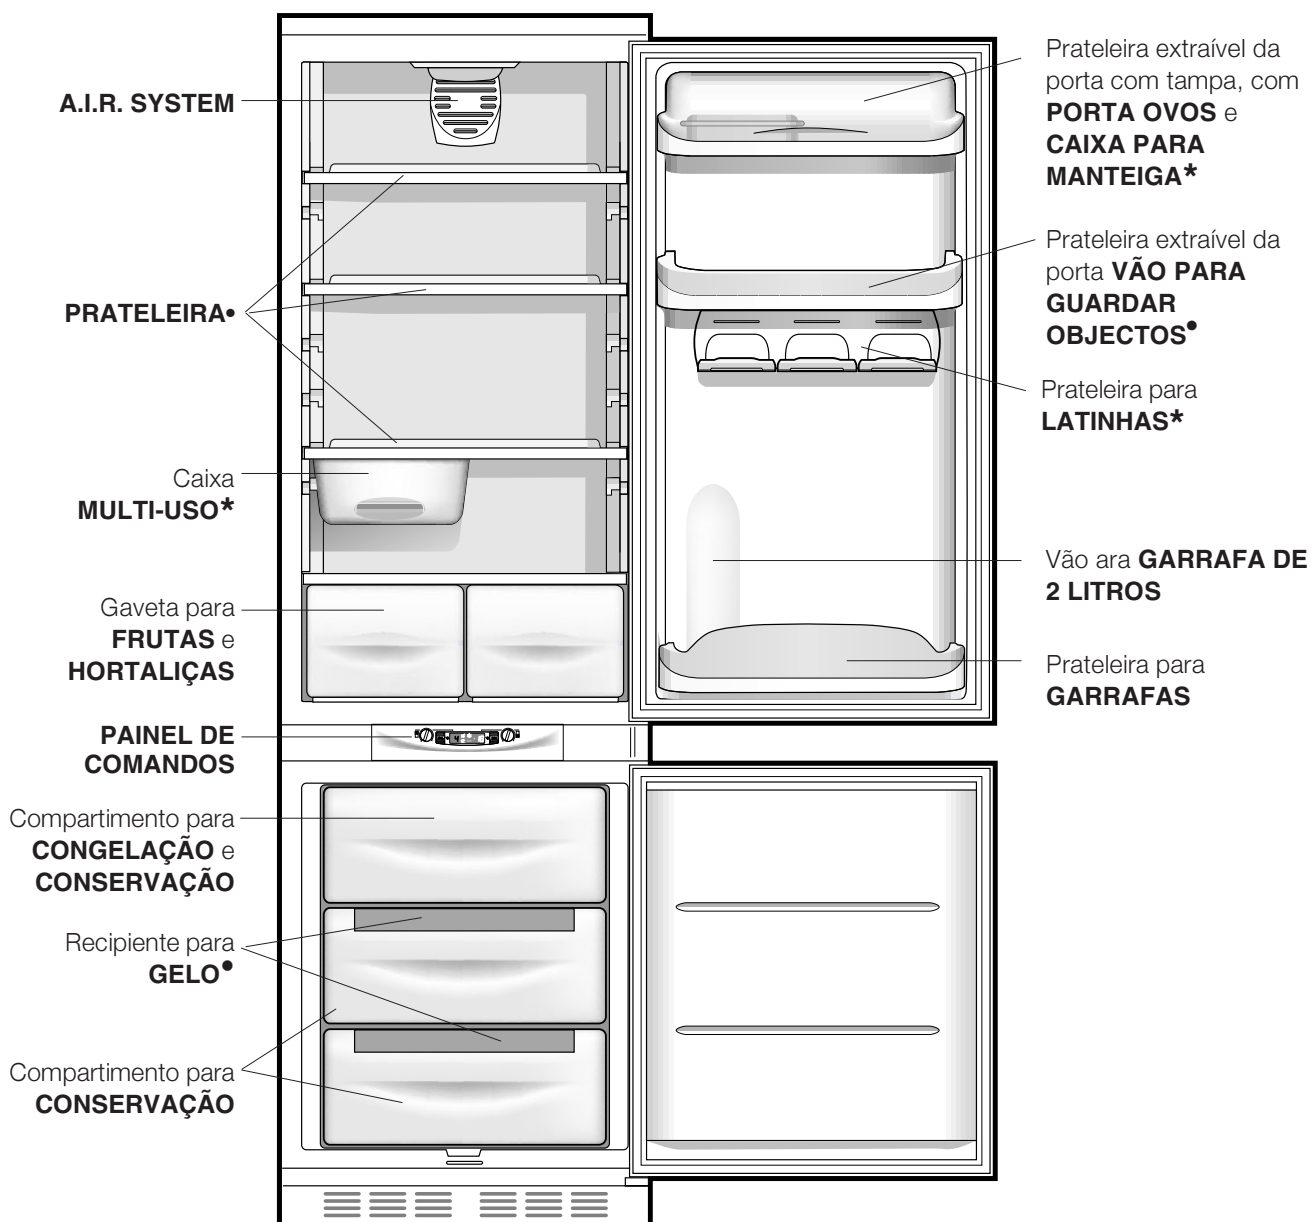 A.I.R. SYSTEM
PRATELEIRA•
Caixa
MULTI-USO*
Gaveta para
FRUTAS e
HORTALIÇAS
PAINEL DE
COMANDOS
Compartimento para
CONGELAÇÃO e
CONSERVAÇÃO
Recipiente para
GELO•
Compartimento para
CONSERVAÇÃO
Prateleira extraível da
porta com tampa, com
PORTA OVOS e
CAIXA PARA
MANTEIGA*
Prateleira extraível da
porta VÃO PARA
GUARDAR
OBJECTOS•
Prateleira para
LATINHAS*
Vão ara GARRAFA DE
2 LITROS
Prateleira para
GARRAFAS